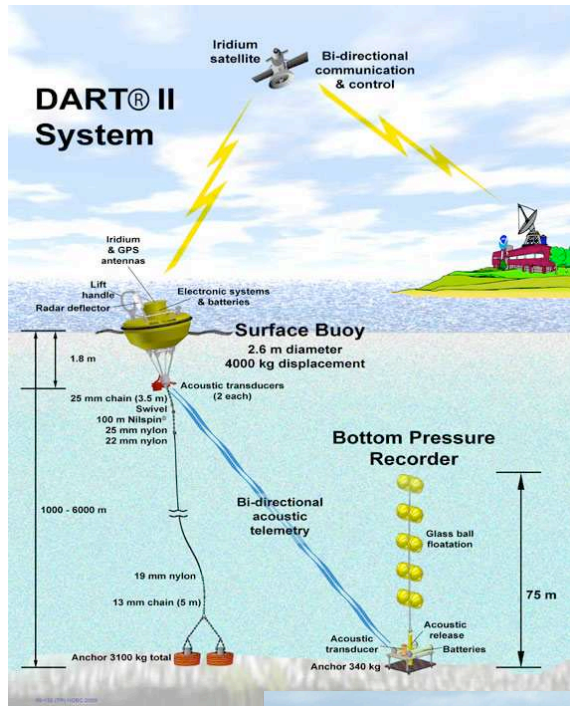 Iridium
satellite
Bi-directional
communication
& control
DART® II
System
Iridium
& GPS
antennas
Lift
handle
Radar deflector
Electronic systems
& batteries
Surface Buoy
2.6 m diameter
4000 kg displacement
1.8 m
Acoustic transducers
(2 each)
25 mm chain (3.5 m)
Swivel
100 m Nilspin®
25 mm nylon
22 mm nylon
Bottom Pressure
Recorder
1000 - 6000 m
Bi-directional
acoustic
telemetry
Glass ball
floatation
75 m
19 mm nylon
13 mm chain (5 m)
Acoustic
transducer
Acoustic
release
Batteries
Anchor 3100 kg total
Anchor 340 kg